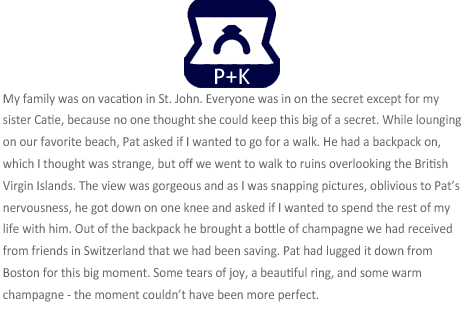 P+K
My family was on vacation in St. John. Everyone was in on the secret except for my
sister Catie, because no one thought she could keep this big of a secret. While lounging
on our favorite beach, Pat asked if I wanted to go for a walk. He had a backpack on,
which I thought was strange, but off we went to walk to ruins overlooking the British
Virgin Islands. The view was gorgeous and as I was snapping pictures, oblivious to Pat's
nervousness, he got down on one knee and asked if I wanted to spend the rest of my
life with him. Out of the backpack he brought a bottle of champagne we had received
from friends in Switzerland that we had been saving. Pat had lugged it down from
Boston for this big moment. Some tears of joy, a beautiful ring, and some warm
champagne - the moment couldn't have been more perfect.